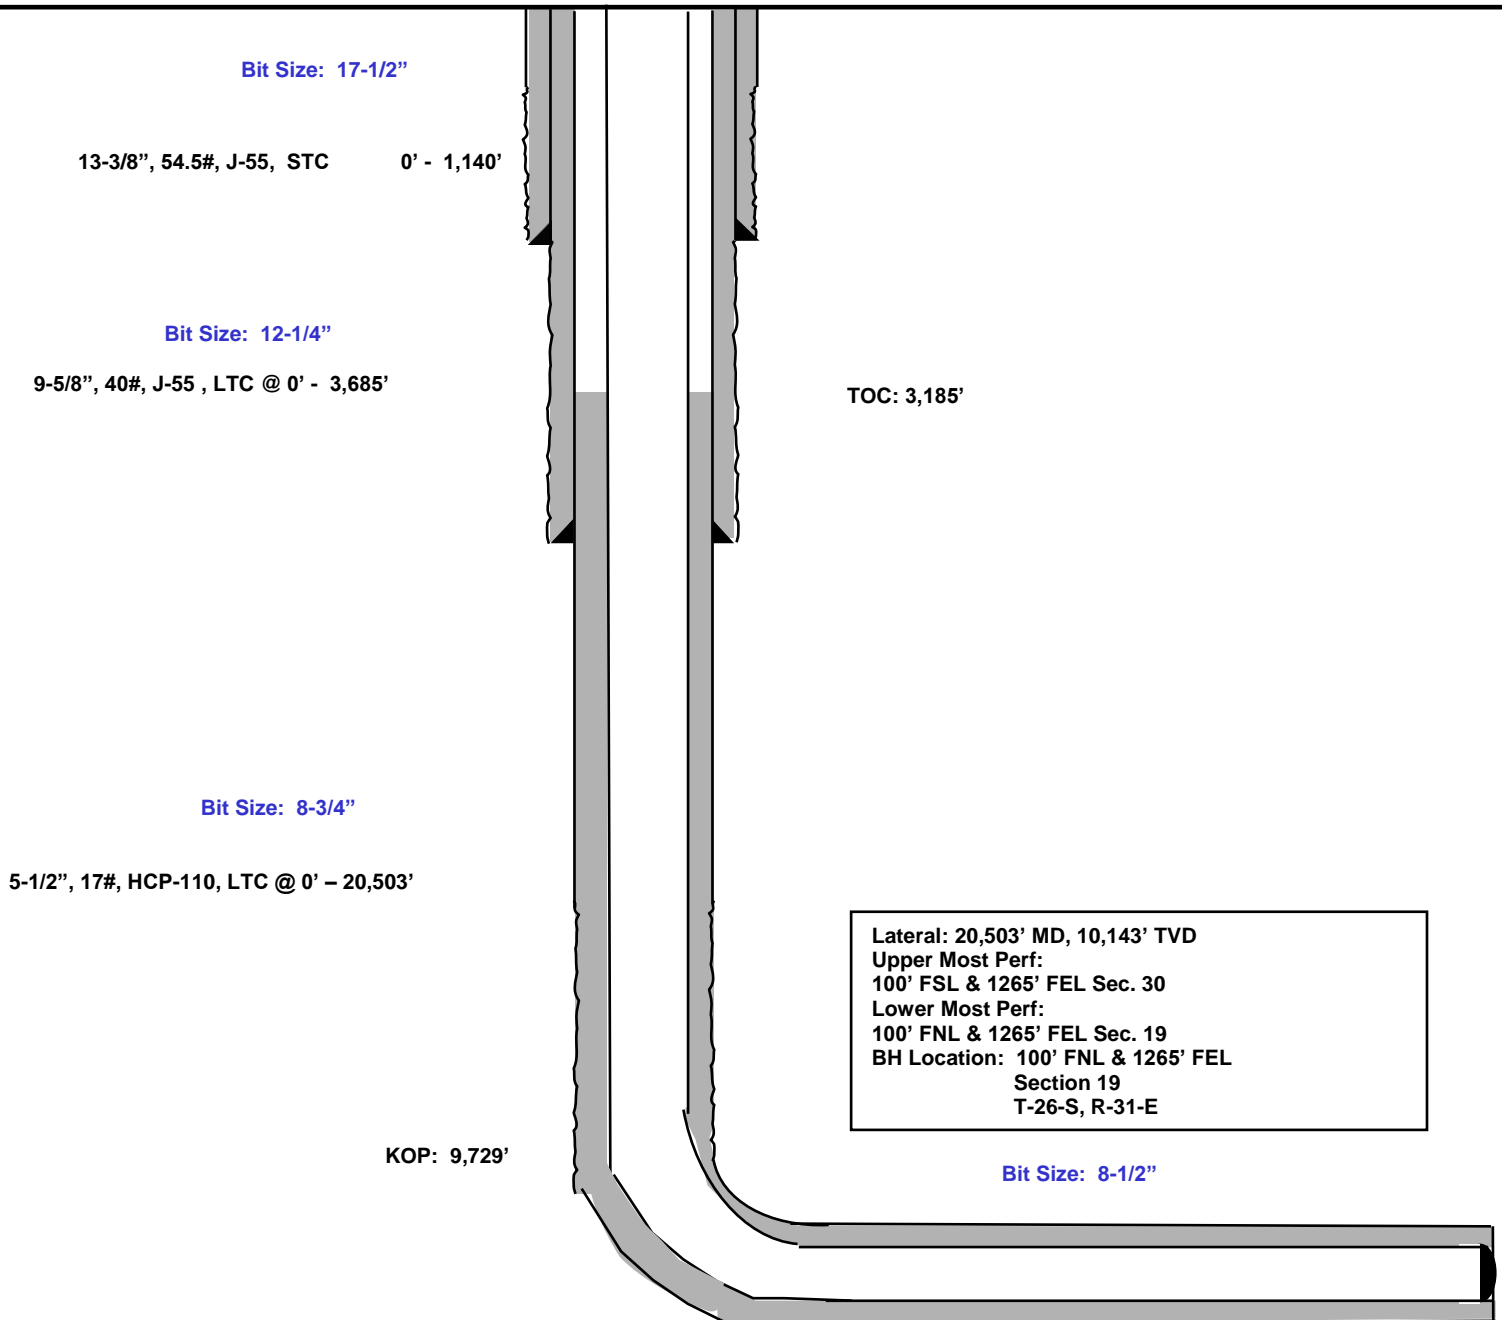 Bit Size: 17-1/2”
13-3/8”, 54.5#, J-55, STC 0’ - 1,140’
Bit Size: 12-1/4”
9-5/8”, 40#, J-55 , LTC @ 0’ - 3,685’
TOC: 3,185’
Bit Size: 8-3/4”
5-1/2”, 17#, HCP-110, LTC @ 0’ – 20,503’
Lateral: 20,503’ MD, 10,143’ TVD
Upper Most Perf:
100’ FSL & 1265’ FEL Sec. 30
Lower Most Perf:
100’ FNL & 1265’ FEL Sec. 19
BH Location: 100’ FNL & 1265’ FEL
Section 19
T-26-S, R-31-E
KOP: 9,729’
Bit Size: 8-1/2”